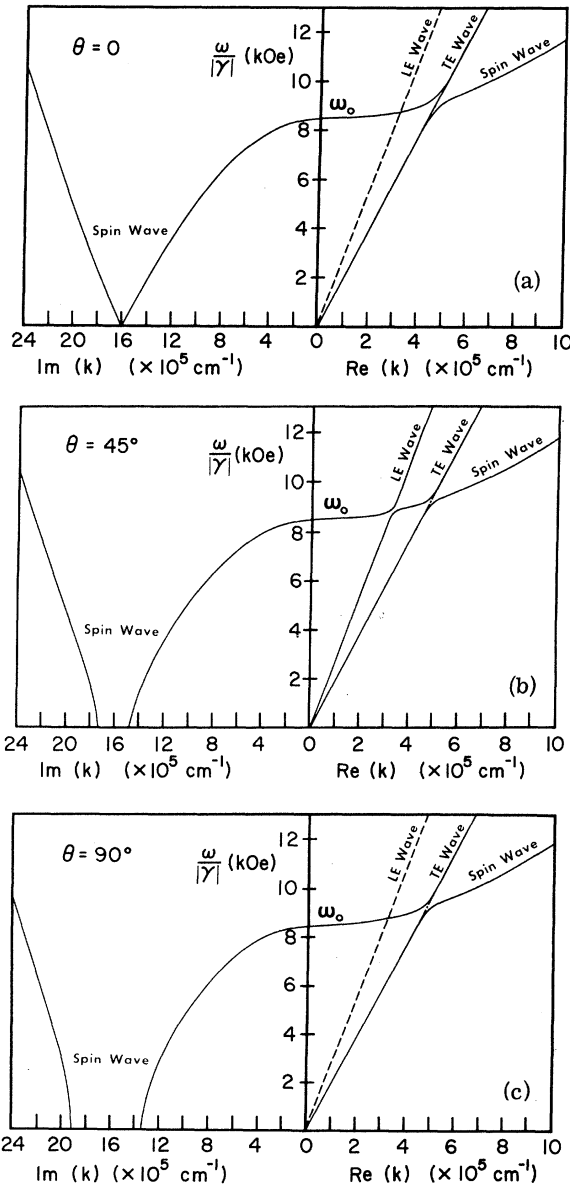 θ = 0
ω/|γ| (kOe)
12
10
8
6
4
2
ω₀
LE Wave
TE Wave
Spin Wave
Spin Wave
(a)
24 20 16 12 8 4 0 2 4 6 8 10
Im (k) (×10⁵ cm⁻¹) Re (k) (×10⁵ cm⁻¹)
θ = 45°
ω/|γ| (kOe)
12
10
8
6
4
2
ω₀
LE Wave
TE Wave
Spin Wave
Spin Wave
(b)
24 20 16 12 8 4 0 2 4 6 8 10
Im (k) (×10⁵ cm⁻¹) Re (k) (×10⁵ cm⁻¹)
θ = 90°
ω/|γ| (kOe)
12
10
8
6
4
2
ω₀
LE Wave
TE Wave
Spin Wave
Spin Wave
(c)
24 20 16 12 8 4 0 2 4 6 8 10
Im (k) (×10⁵ cm⁻¹) Re (k) (×10⁵ cm⁻¹)